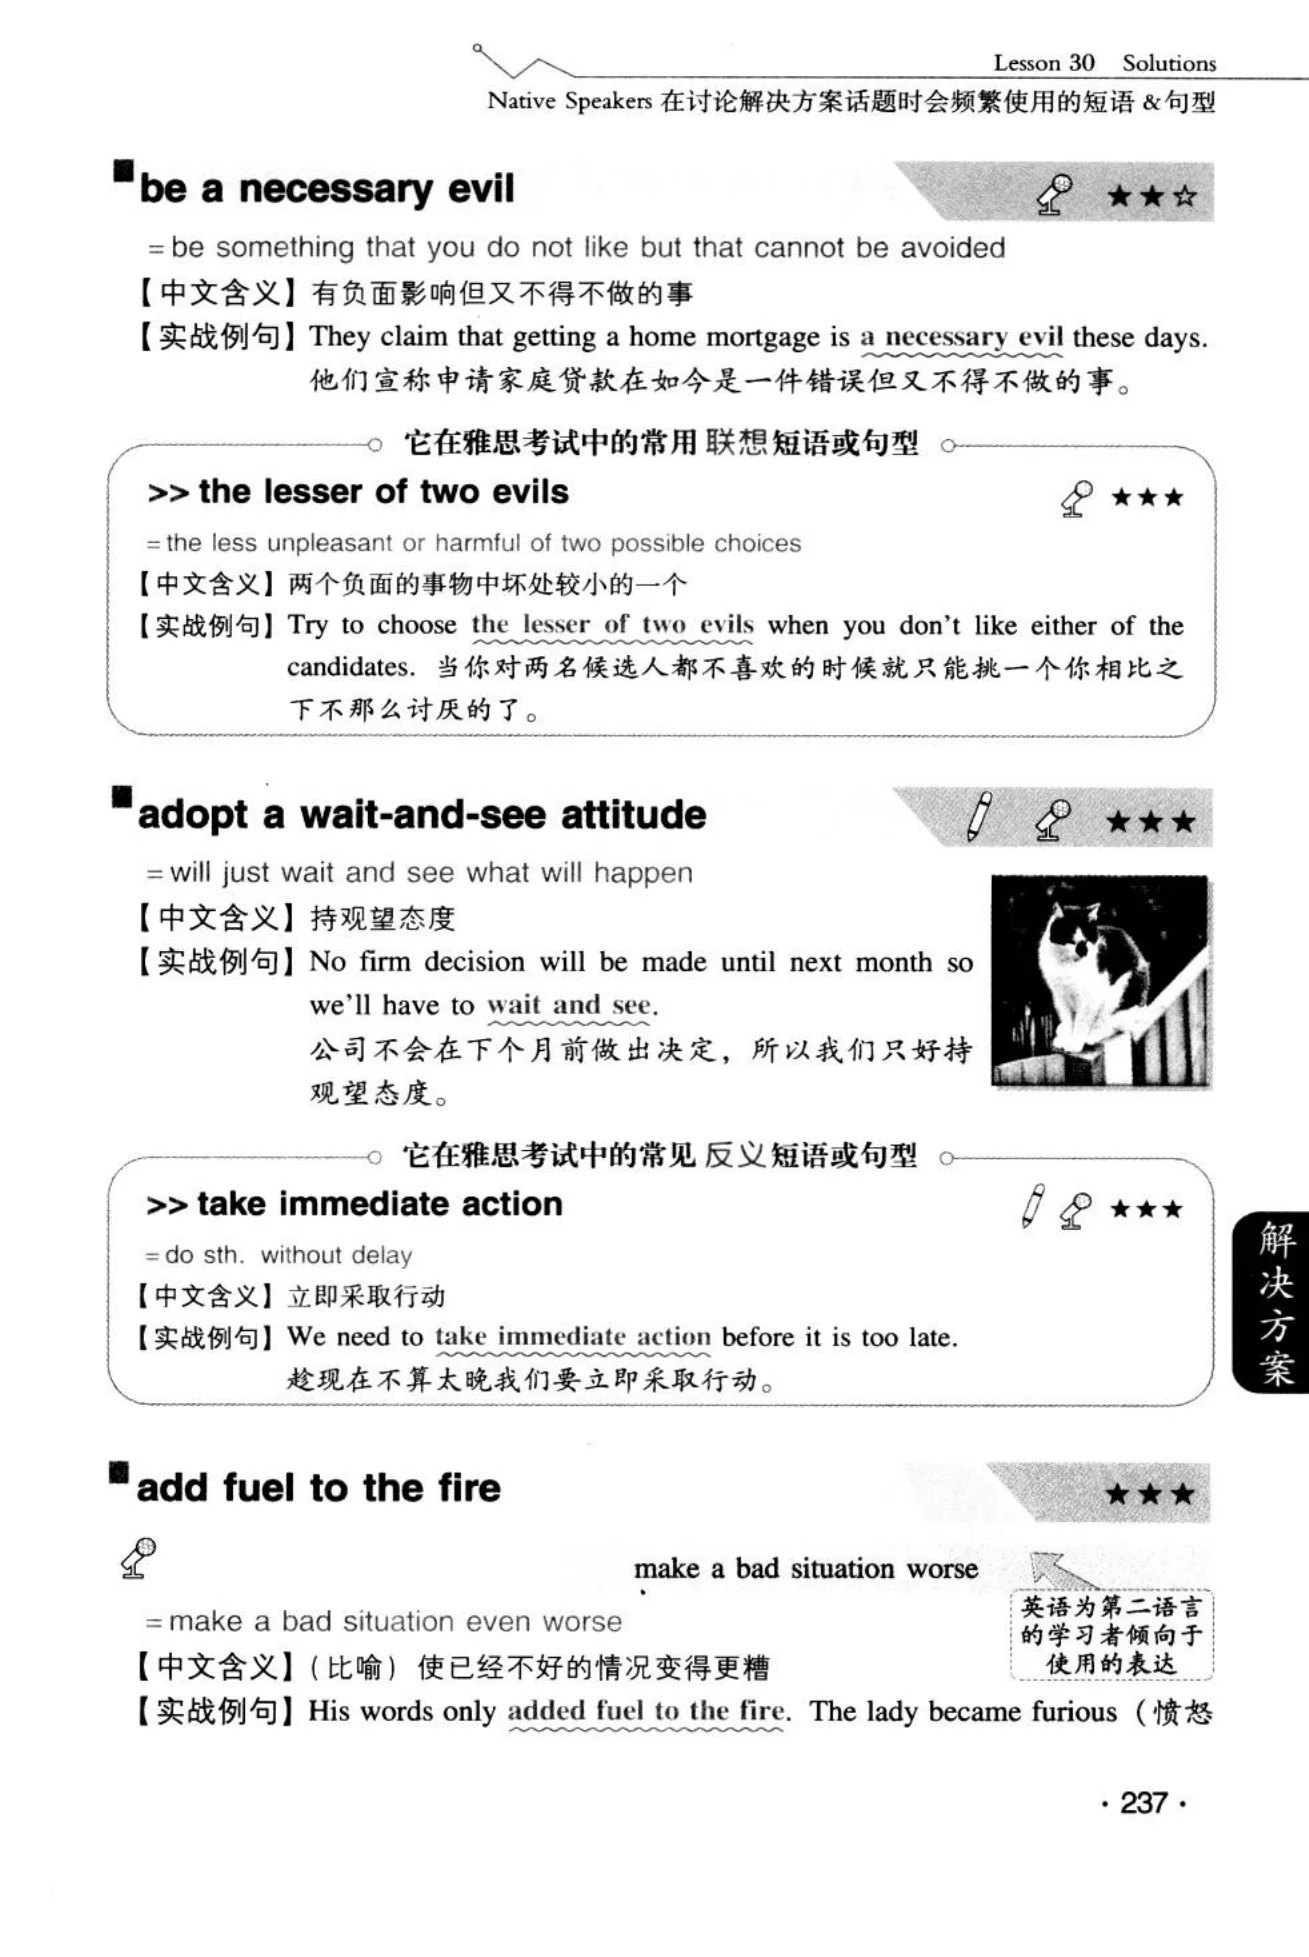 Lesson 30 Solutions
Native Speakers 在讨论解决方案话题时会频繁使用的短语 & 句型
be a necessary evil ★★☆
= be something that you do not like but that cannot be avoided
【中文含义】有负面影响但又不得不做的事
【实战例句】They claim that getting a home mortgage is a necessary evil these days.
他们宣称申请家庭贷款在如今是一件错误但又不得不做的事。
它在雅思考试中的常用联想短语或句型
>> the lesser of two evils ★★★
= the less unpleasant or harmful of two possible choices
【中文含义】两个负面的事物中坏处较小的一个
【实战例句】Try to choose the lesser of two evils when you don't like either of the
candidates. 当你对两名候选人都不喜欢的时候就只能挑一个你相比之
下不那么讨厌的了。
adopt a wait-and-see attitude ★★★
= will just wait and see what will happen
【中文含义】持观望态度
【实战例句】No firm decision will be made until next month so
we'll have to wait and see.
公司不会在下个月前做出决定，所以我们只好持
观望态度。
它在雅思考试中的常见反义短语或句型
>> take immediate action ★★★
= do sth. without delay
【中文含义】立即采取行动
【实战例句】We need to take immediate action before it is too late.
趁现在不算太晚我们要立即采取行动。
解决方案
add fuel to the fire ★★★
make a bad situation worse
英语为第二语言
的学习者倾向于
使用的表达
= make a bad situation even worse
【中文含义】（比喻）使已经不好的情况变得更糟
【实战例句】His words only added fuel to the fire. The lady became furious（愤怒
· 237 ·